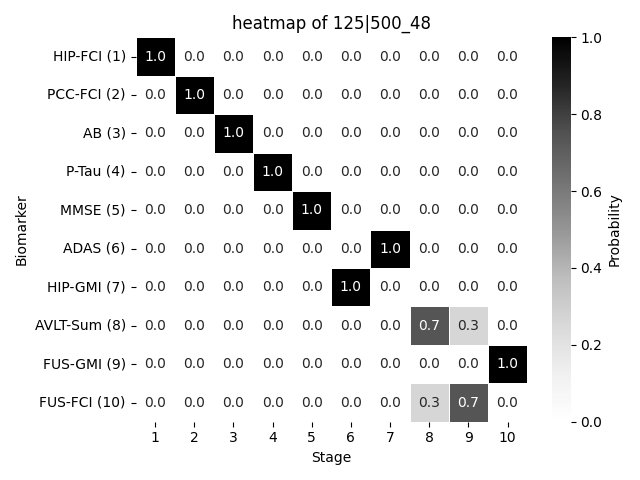 heatmap of 125|500_48
HIP-FCI (1) 1.0 0.0 0.0 0.0 0.0 0.0 0.0 0.0 0.0 0.0
PCC-FCI (2) 0.0 1.0 0.0 0.0 0.0 0.0 0.0 0.0 0.0 0.0
AB (3) 0.0 0.0 1.0 0.0 0.0 0.0 0.0 0.0 0.0 0.0
P-Tau (4) 0.0 0.0 0.0 1.0 0.0 0.0 0.0 0.0 0.0 0.0
MMSE (5) 0.0 0.0 0.0 0.0 1.0 0.0 0.0 0.0 0.0 0.0
ADAS (6) 0.0 0.0 0.0 0.0 0.0 0.0 1.0 0.0 0.0 0.0
HIP-GMI (7) 0.0 0.0 0.0 0.0 0.0 1.0 0.0 0.0 0.0 0.0
AVLT-Sum (8) 0.0 0.0 0.0 0.0 0.0 0.0 0.0 0.7 0.3 0.0
FUS-GMI (9) 0.0 0.0 0.0 0.0 0.0 0.0 0.0 0.0 0.0 1.0
FUS-FCI (10) 0.0 0.0 0.0 0.0 0.0 0.0 0.0 0.3 0.7 0.0
1 2 3 4 5 6 7 8 9 10
Stage
Biomarker
1.0
0.8
0.6
0.4
0.2
0.0
Probability